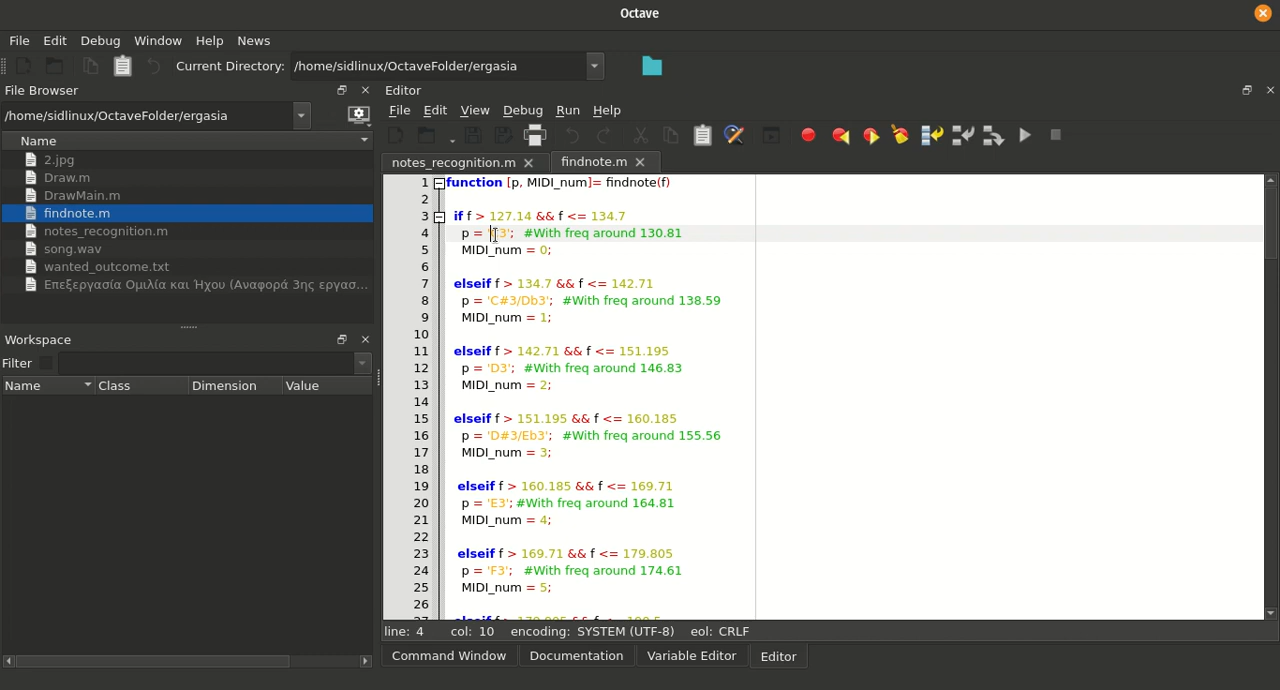 Octave
File Edit Debug Window Help News
Current Directory: /home/sidlinux/OctaveFolder/ergasia
File Browser
/home/sidlinux/OctaveFolder/ergasia
Name
2.jpg
Draw.m
DrawMain.m
findnote.m
notes_recognition.m
song.wav
wanted_outcome.txt
Επεξεργασία Ομιλία και Ήχου (Αναφορά 3ης εργασ...
Workspace
Filter
Name Class Dimension Value
Editor
File Edit View Debug Run Help
notes_recognition.m findnote.m
1 function [p, MIDI_num]= findnote(f)
2
3 if f > 127.14 && f <= 134.7
4 p = 'C3'; #With freq around 130.81
5 MIDI_num = 0;
6
7 elseif f > 134.7 && f <= 142.71
8 p = 'C#3/Db3'; #With freq around 138.59
9 MIDI_num = 1;
10
11 elseif f > 142.71 && f <= 151.195
12 p = 'D3'; #With freq around 146.83
13 MIDI_num = 2;
14
15 elseif f > 151.195 && f <= 160.185
16 p = 'D#3/Eb3'; #With freq around 155.56
17 MIDI_num = 3;
18
19 elseif f > 160.185 && f <= 169.71
20 p = 'E3'; #With freq around 164.81
21 MIDI_num = 4;
22
23 elseif f > 169.71 && f <= 179.805
24 p = 'F3'; #With freq around 174.61
25 MIDI_num = 5;
26
line: 4 col: 10 encoding: SYSTEM (UTF-8) eol: CRLF
Command Window Documentation Variable Editor Editor